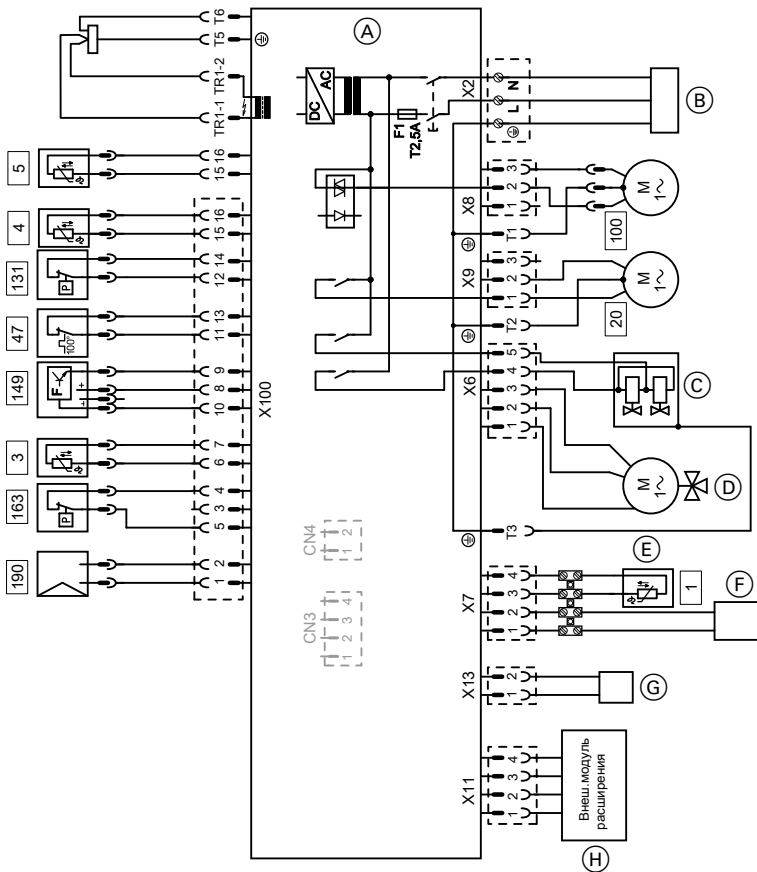 T6
T5
TR1-2
TR1-1
5
16
15
4
16
15
131
P
14
12
47
100°
13
11
149
F
+
+
9
8
10
3
7
6
163
P
4
3
5
190
2
1
X100
A
DC
AC
F1
T2,5A
CN4
1 2
CN3
1 2 3 4
X2
N
L
B
X8
3
2
1
T1
M
1~
100
X9
3
2
1
T2
M
1~
20
X6
5
4
3
2
1
C
M
1~
D
T3
E
X7
4
3
2
1
1
F
X13
2
1
G
X11
4
3
2
1
Внеш.модуль
расширения
H